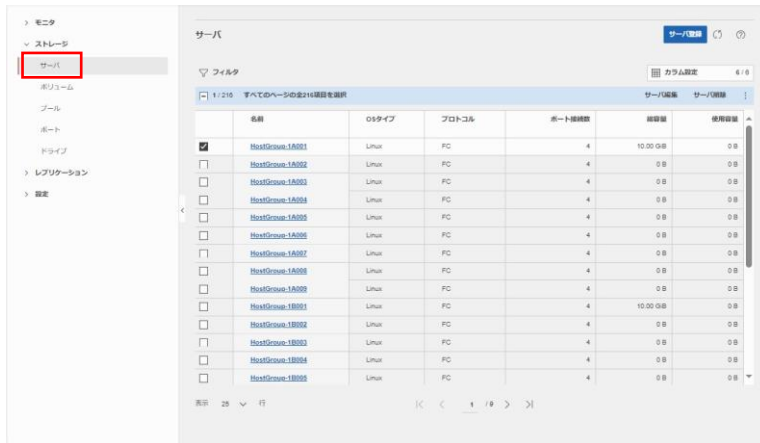 モニタ
ストレージ
サーバ
ボリューム
プール
ポート
ドライブ
レプリケーション
設定
サーバ
サーバ登録
フィルタ
カラム設定 6/6
1/216 すべてのページの全216項目を選択 サーバ編集 サーバ削除
名前 OSタイプ プロトコル ポート接続数 総容量 使用容量
HostGroup-1A001 Linux FC 4 10.00 GiB 0 B
HostGroup-1A002 Linux FC 4 0 B 0 B
HostGroup-1A003 Linux FC 4 0 B 0 B
HostGroup-1A004 Linux FC 4 0 B 0 B
HostGroup-1A005 Linux FC 4 0 B 0 B
HostGroup-1A006 Linux FC 4 0 B 0 B
HostGroup-1A007 Linux FC 4 0 B 0 B
HostGroup-1A008 Linux FC 4 0 B 0 B
HostGroup-1A009 Linux FC 4 0 B 0 B
HostGroup-1B001 Linux FC 4 10.00 GiB 0 B
HostGroup-1B002 Linux FC 4 0 B 0 B
HostGroup-1B003 Linux FC 4 0 B 0 B
HostGroup-1B004 Linux FC 4 0 B 0 B
HostGroup-1B005 Linux FC 4 0 B 0 B
表示 25 行 1 /9